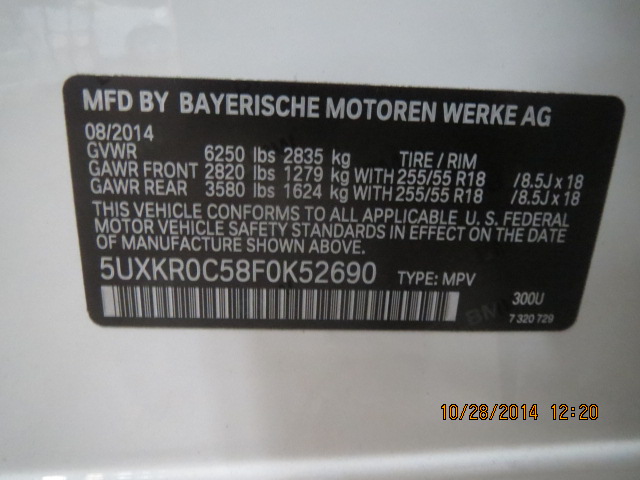 MFD BY BAYERISCHE MOTOREN WERKE AG
08/2014
GVWR 6250 lbs 2835 kg TIRE / RIM
GAWR FRONT 2820 lbs 1279 kg WITH 255/55 R18 /8.5J x 18
GAWR REAR 3580 lbs 1624 kg WITH 255/55 R18 /8.5J x 18
THIS VEHICLE CONFORMS TO ALL APPLICABLE U.S. FEDERAL
MOTOR VEHICLE SAFETY STANDARDS IN EFFECT ON THE DATE
OF MANUFACTURE SHOWN ABOVE.
5UXKR0C58F0K52690 TYPE: MPV
300U
7 320 729
10/28/2014 12:20